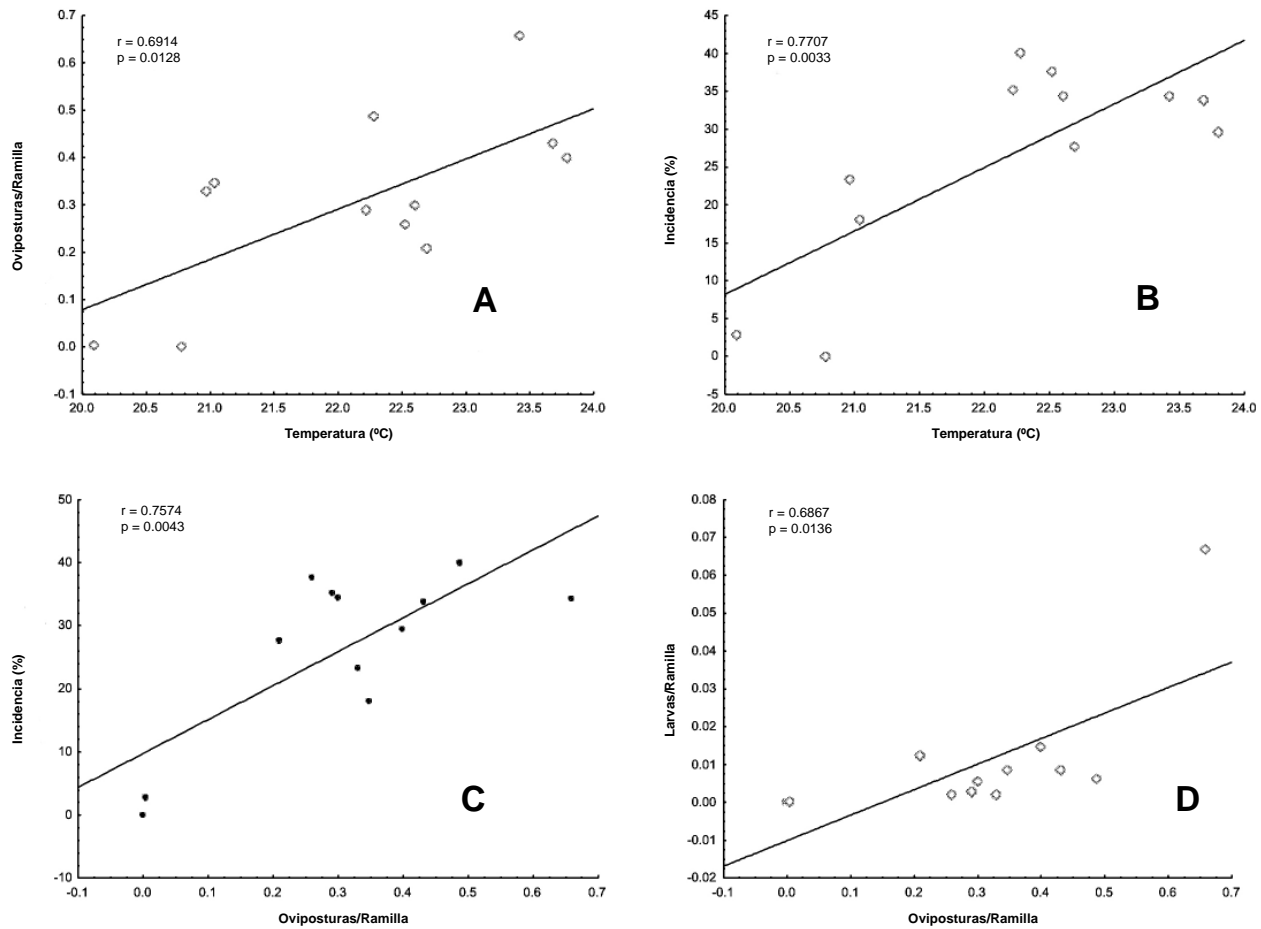 r = 0.6914
p = 0.0128
0.7
0.6
0.5
0.4
0.3
0.2
0.1
0.0
-0.1
Oviposturas/Ramilla
A
20.0 20.5 21.0 21.5 22.0 22.5 23.0 23.5 24.0
Temperatura (ºC)
r = 0.7707
p = 0.0033
45
40
35
30
25
20
15
10
5
0
-5
Incidencia (%)
B
20.0 20.5 21.0 21.5 22.0 22.5 23.0 23.5 24.0
Temperatura (ºC)
r = 0.7574
p = 0.0043
50
40
30
20
10
0
-10
Incidencia (%)
C
-0.1 0.0 0.1 0.2 0.3 0.4 0.5 0.6 0.7
Oviposturas/Ramilla
r = 0.6867
p = 0.0136
0.08
0.07
0.06
0.05
0.04
0.03
0.02
0.01
0.00
-0.01
-0.02
Larvas/Ramilla
D
-0.1 0.0 0.1 0.2 0.3 0.4 0.5 0.6 0.7
Oviposturas/Ramilla